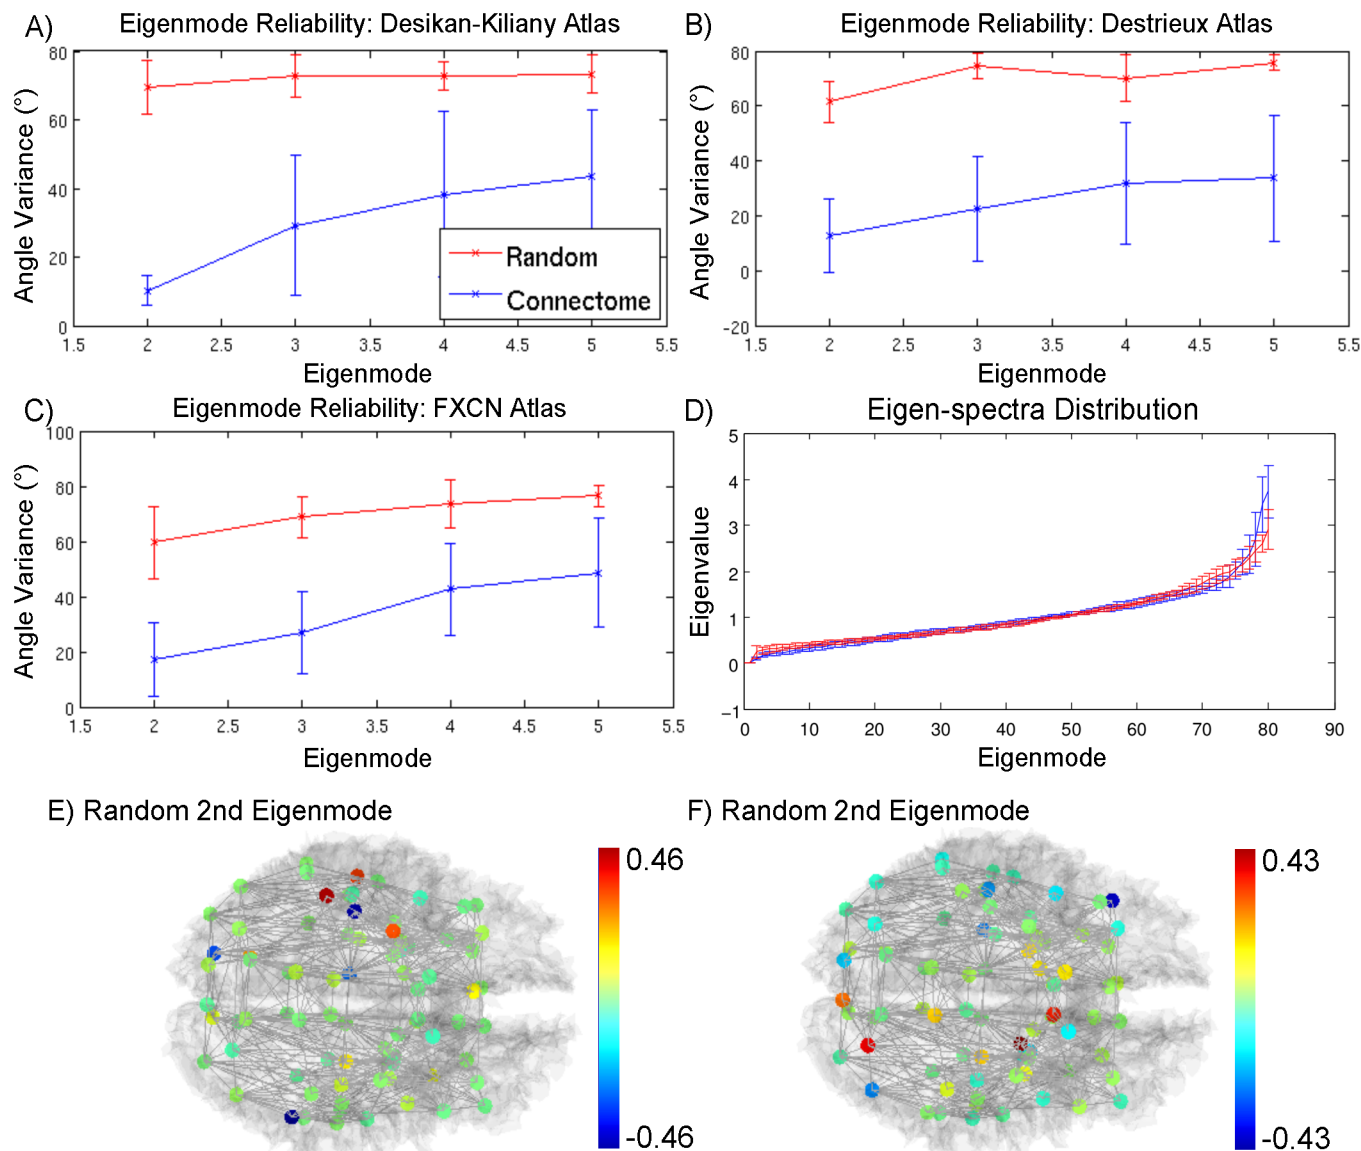 A) Eigenmode Reliability: Desikan-Kiliany Atlas
Angle Variance (°)
80
60
40
20
0
1.5 2 2.5 3 3.5 4 4.5 5 5.5
Eigenmode
Random
Connectome
B) Eigenmode Reliability: Destrieux Atlas
Angle Variance (°)
80
60
40
20
0
-20
1.5 2 2.5 3 3.5 4 4.5 5 5.5
Eigenmode
C) Eigenmode Reliability: FXCN Atlas
Angle Variance (°)
100
80
60
40
20
0
1.5 2 2.5 3 3.5 4 4.5 5 5.5
Eigenmode
D) Eigen-spectra Distribution
Eigenvalue
5
4
3
2
1
0
-1
0 10 20 30 40 50 60 70 80 90
Eigenmode
E) Random 2nd Eigenmode
0.46
-0.46
F) Random 2nd Eigenmode
0.43
-0.43